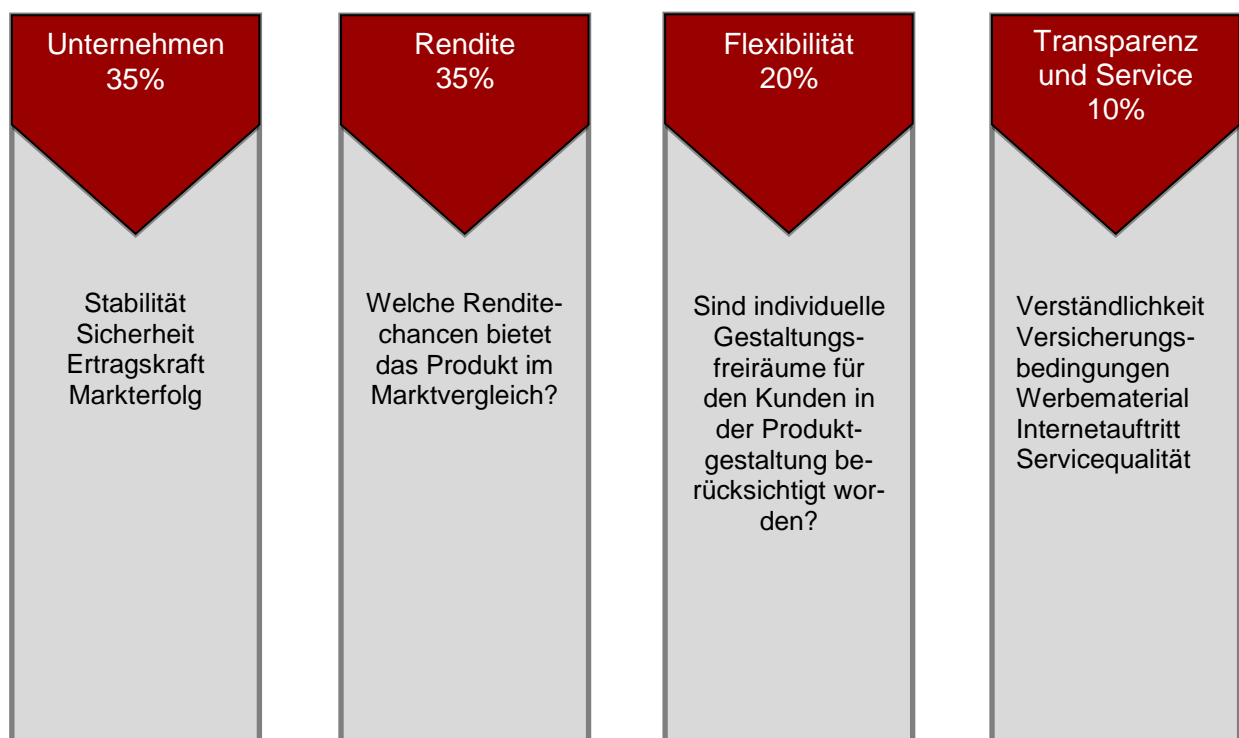 Unternehmen
35%
Stabilität
Sicherheit
Ertragskraft
Markterfolg
Rendite
35%
Welche Rendite-
chancen bietet
das Produkt im
Marktvergleich?
Flexibilität
20%
Sind individuelle
Gestaltungs-
freiräume für
den Kunden in
der Produkt-
gestaltung be-
rücksichtigt wor-
den?
Transparenz
und Service
10%
Verständlichkeit
Versicherungs-
bedingungen
Werbematerial
Internetauftritt
Servicequalität